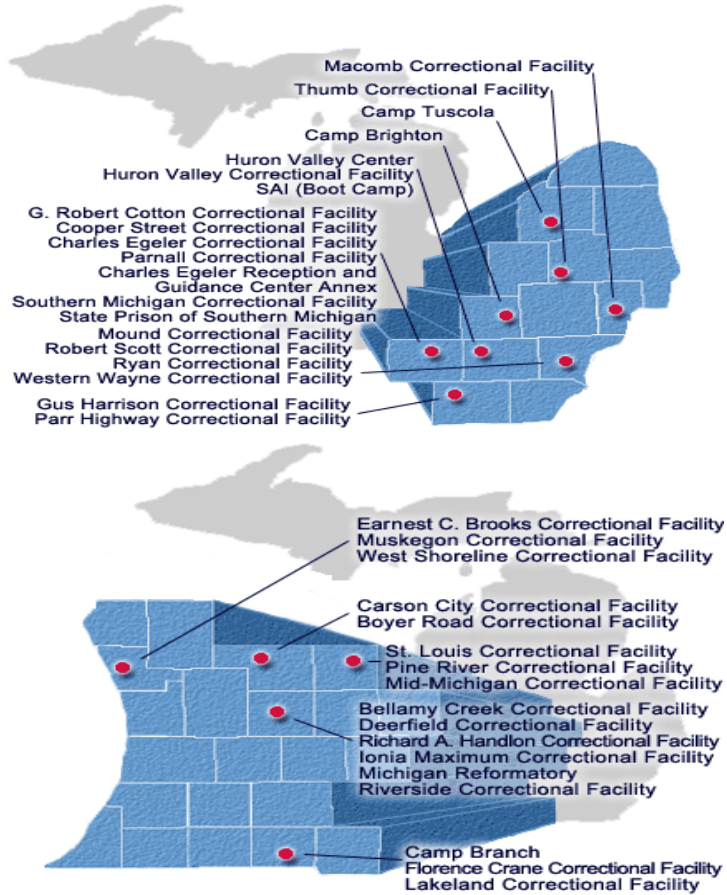 Macomb Correctional Facility
Thumb Correctional Facility
Camp Tuscola
Camp Brighton
Huron Valley Center
Huron Valley Correctional Facility
SAI (Boot Camp)
G. Robert Cotton Correctional Facility
Cooper Street Correctional Facility
Charles Egeler Correctional Facility
Parnall Correctional Facility
Charles Egeler Reception and
Guidance Center Annex
Southern Michigan Correctional Facility
State Prison of Southern Michigan
Mound Correctional Facility
Robert Scott Correctional Facility
Ryan Correctional Facility
Western Wayne Correctional Facility
Gus Harrison Correctional Facility
Parr Highway Correctional Facility
Earnest C. Brooks Correctional Facility
Muskegon Correctional Facility
West Shoreline Correctional Facility
Carson City Correctional Facility
Boyer Road Correctional Facility
St. Louis Correctional Facility
Pine River Correctional Facility
Mid-Michigan Correctional Facility
Bellamy Creek Correctional Facility
Deerfield Correctional Facility
Richard A. Handlon Correctional Facility
Ionia Maximum Correctional Facility
Michigan Reformatory
Riverside Correctional Facility
Camp Branch
Florence Crane Correctional Facility
Lakeland Correctional Facility